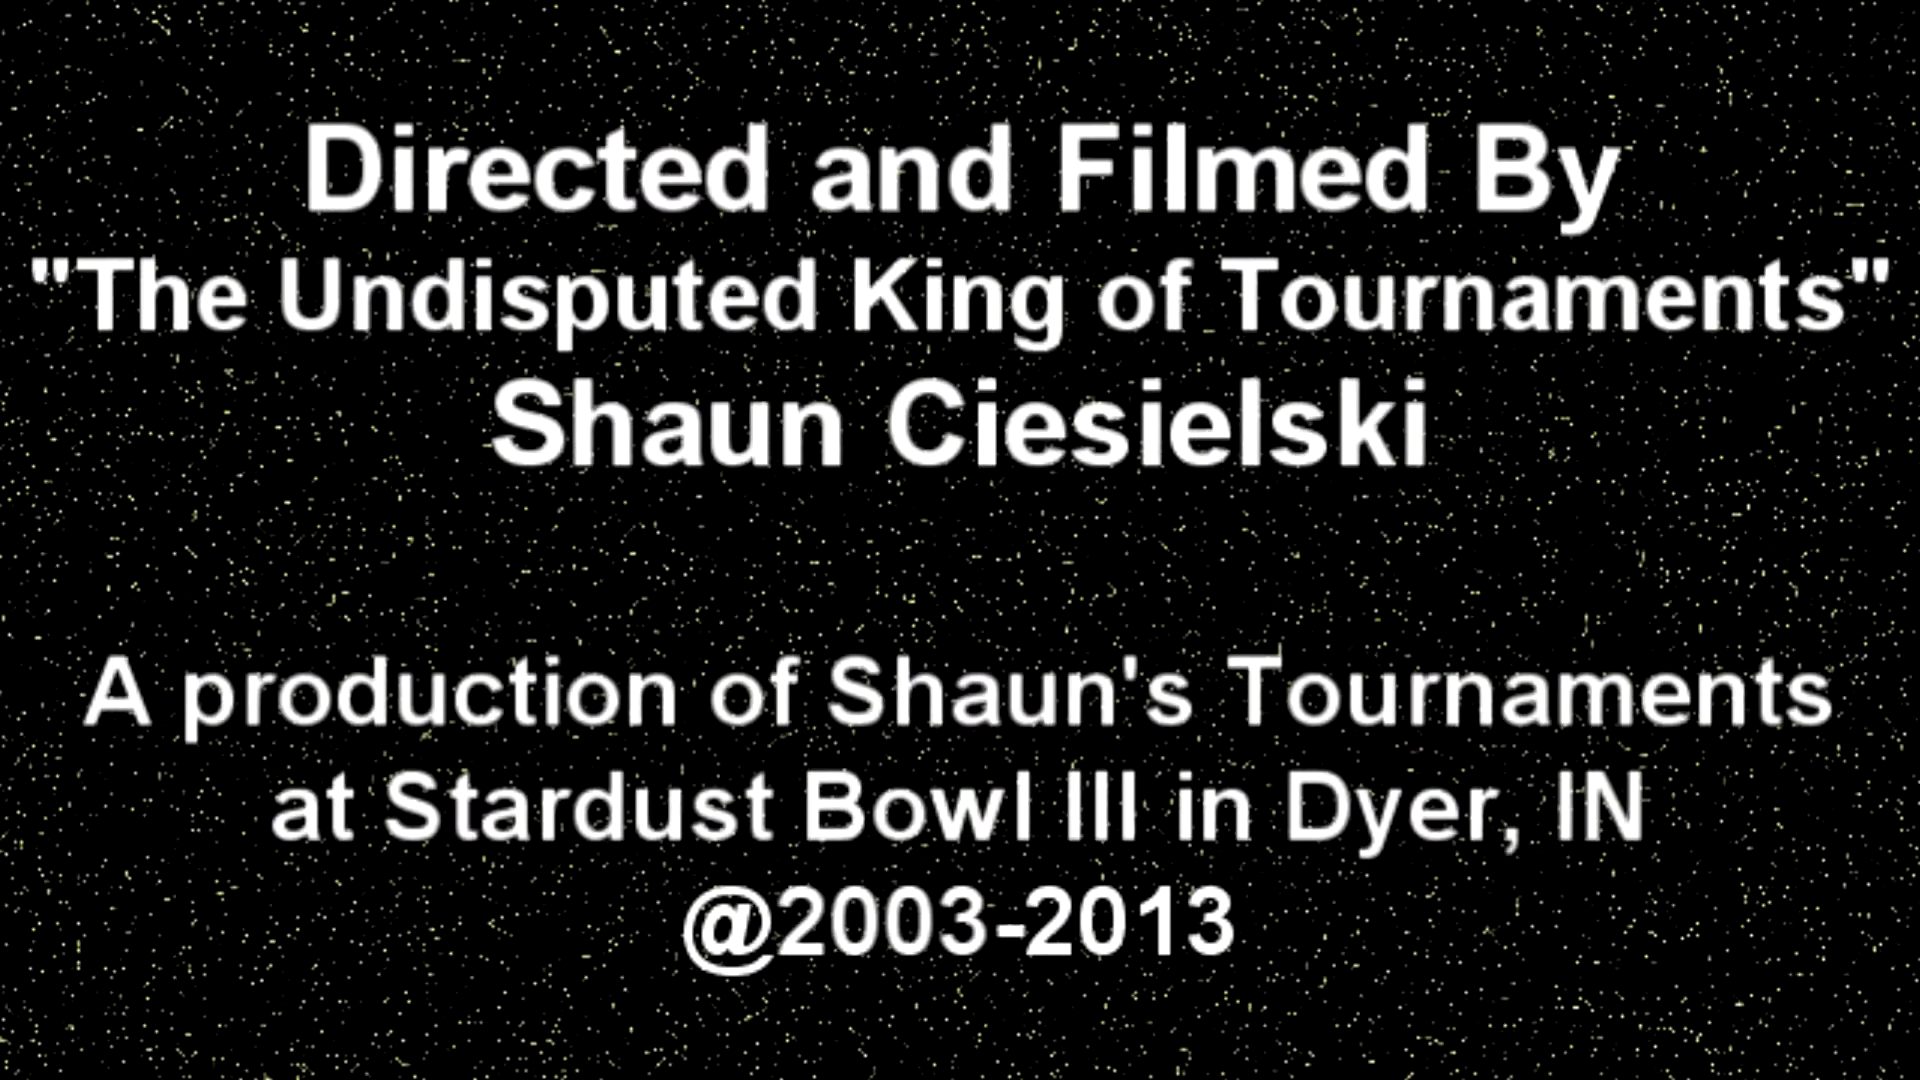 Directed and Filmed By
"The Undisputed King of Tournaments"
Shaun Ciesielski
A production of Shaun's Tournaments
at Stardust Bowl III in Dyer, IN
@2003-2013